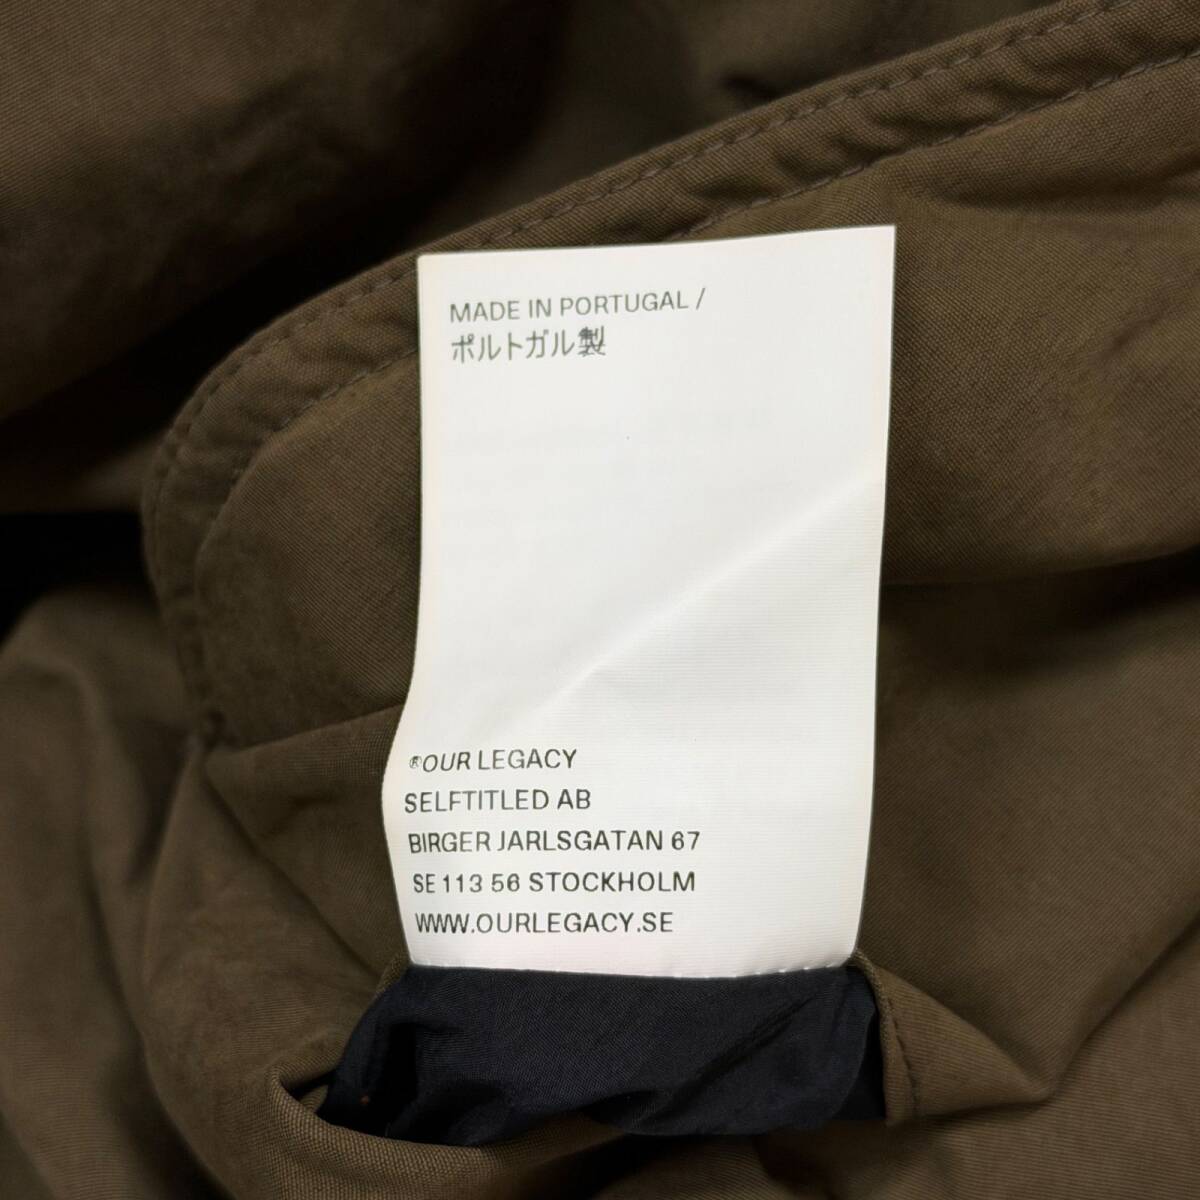 MADE IN PORTUGAL /
ポルトガル製
®OUR LEGACY
SELFTITLED AB
BIRGER JARLSGATAN 67
SE 113 56 STOCKHOLM
WWW.OURLEGACY.SE